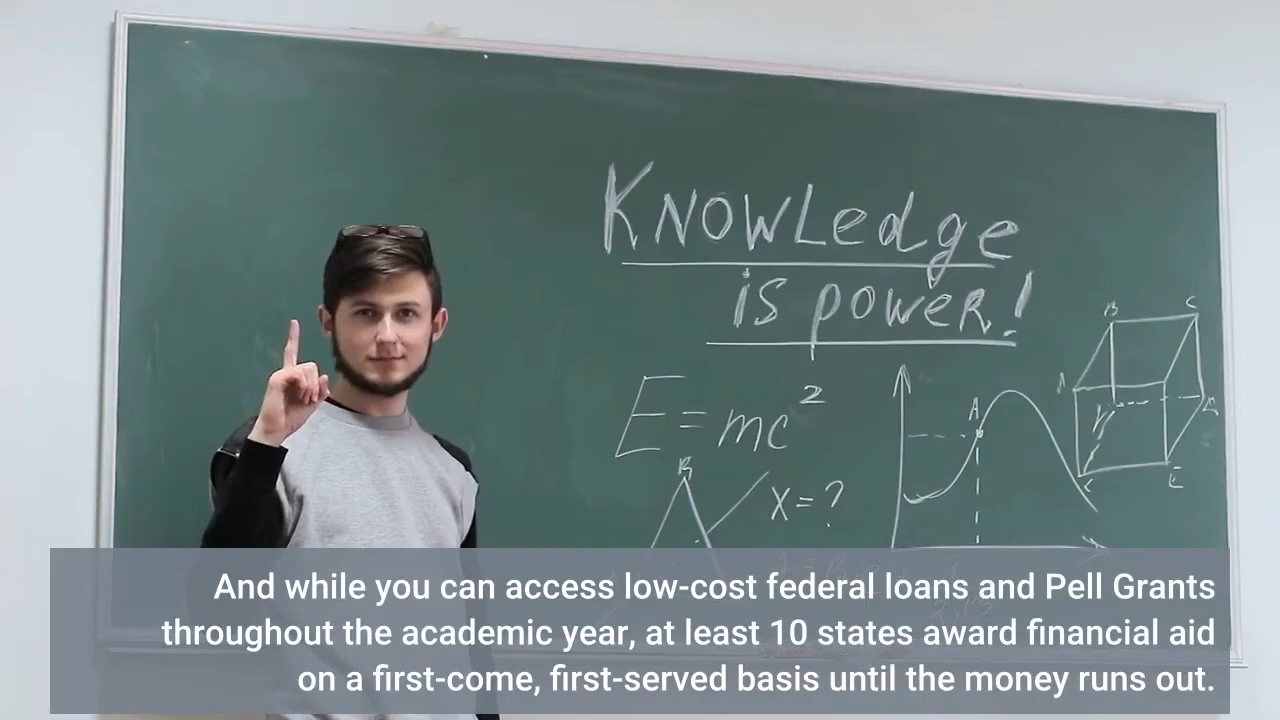 Knowledge
is power!
E = mc²
B
X = ?
A
B
C
A
E
And while you can access low-cost federal loans and Pell Grants
throughout the academic year, at least 10 states award financial aid
on a first-come, first-served basis until the money runs out.